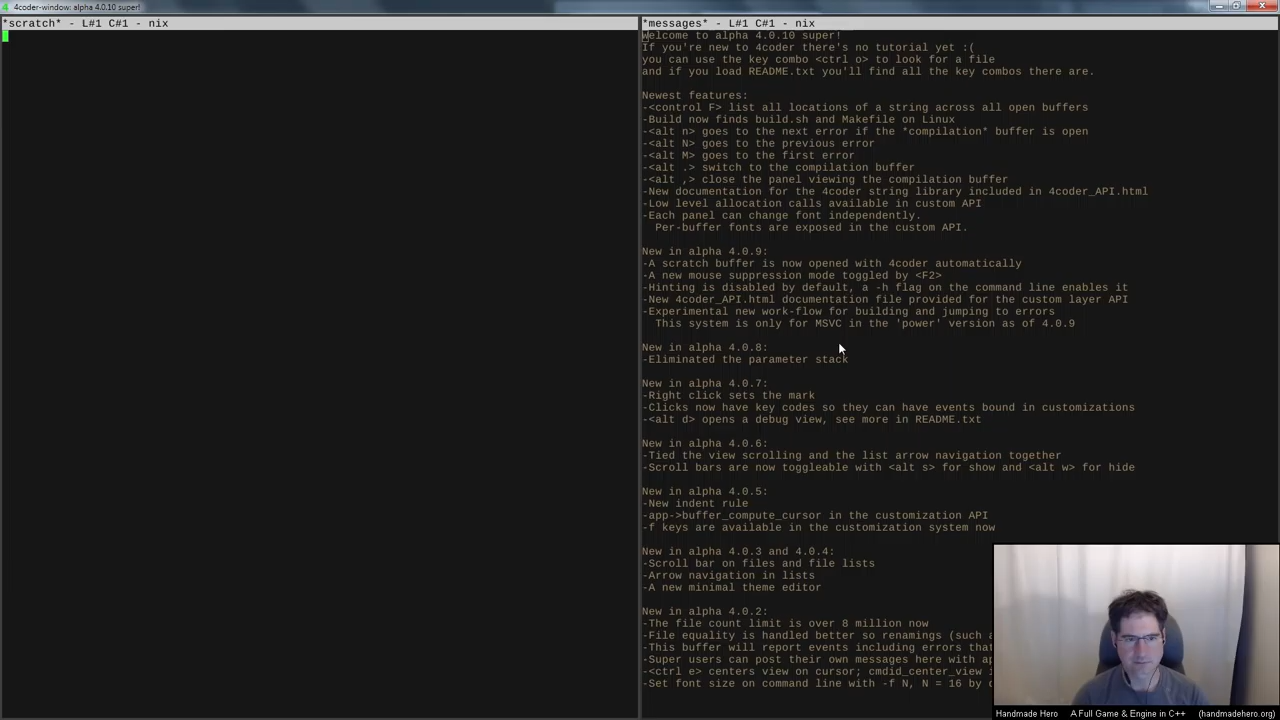 4coder-window: alpha 4.0.10 super!
*scratch* - L#1 C#1 - nix
*messages* - L#1 C#1 - nix
Welcome to alpha 4.0.10 super!
If you're new to 4coder there's no tutorial yet :(
you can use the key combo <ctrl o> to look for a file
and if you load README.txt you'll find all the key combos there are.
Newest features:
-<control F> list all locations of a string across all open buffers
-Build now finds build.sh and Makefile on Linux
-<alt n> goes to the next error if the *compilation* buffer is open
-<alt N> goes to the previous error
-<alt M> goes to the first error
-<alt .> switch to the compilation buffer
-<alt ,> close the panel viewing the compilation buffer
-New documentation for the 4coder string library included in 4coder_API.html
-Low level allocation calls available in custom API
-Each panel can change font independently.
Per-buffer fonts are exposed in the custom API.
New in alpha 4.0.9:
-A scratch buffer is now opened with 4coder automatically
-A new mouse suppression mode toggled by <F2>
-Hinting is disabled by default, a -h flag on the command line enables it
-New 4coder_API.html documentation file provided for the custom layer API
-Experimental new work-flow for building and jumping to errors
This system is only for MSVC in the 'power' version as of 4.0.9
New in alpha 4.0.8:
-Eliminated the parameter stack
New in alpha 4.0.7:
-Right click sets the mark
-Clicks now have key codes so they can have events bound in customizations
-<alt d> opens a debug view, see more in README.txt
New in alpha 4.0.6:
-Tied the view scrolling and the list arrow navigation together
-Scroll bars are now toggleable with <alt s> for show and <alt w> for hide
New in alpha 4.0.5:
-New indent rule
-app->buffer_compute_cursor in the customization API
-f keys are available in the customization system now
New in alpha 4.0.3 and 4.0.4:
-Scroll bar on files and file lists
-Arrow navigation in lists
-A new minimal theme editor
New in alpha 4.0.2:
-The file count limit is over 8 million now
-File equality is handled better so renamings (such a
-This buffer will report events including errors that
-Super users can post their own messages here with ap
-<ctrl e> centers view on cursor; cmdid_center_view i
-Set font size on command line with -f N, N = 16 by d
Handmade Hero A Full Game & Engine in C++ (handmadehero.org)